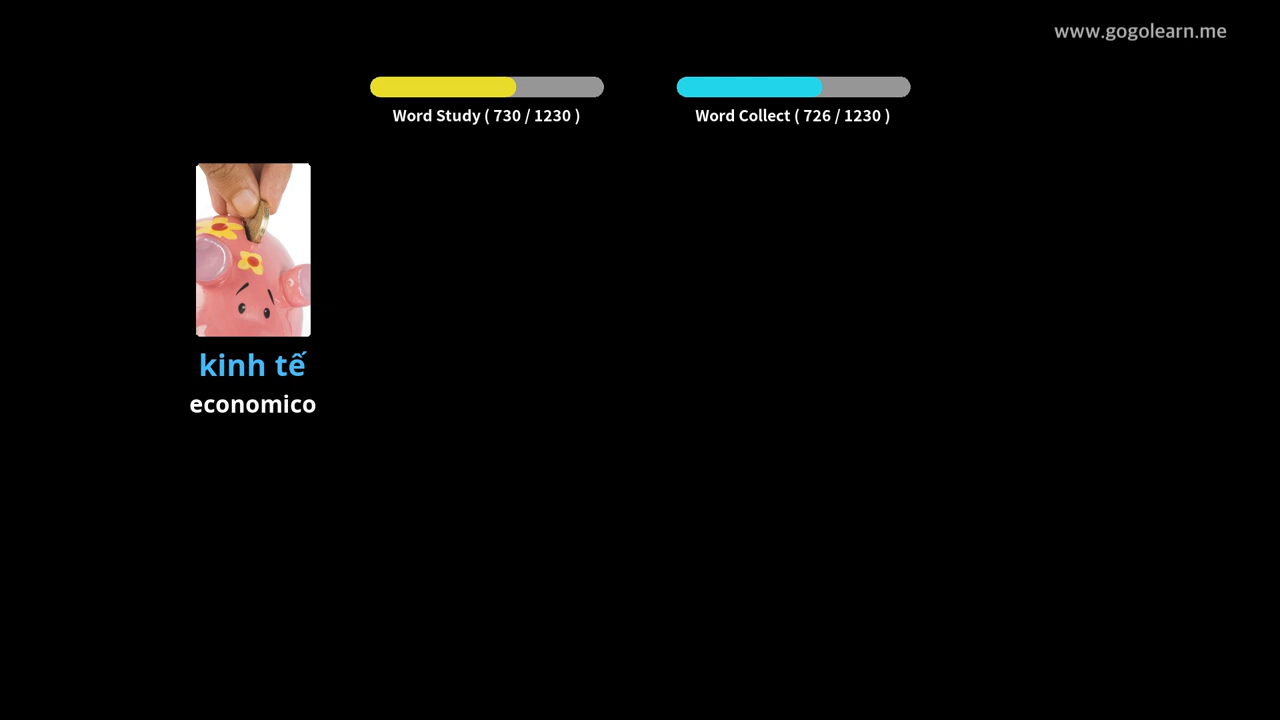 www.gogolearn.me
Word Study ( 730 / 1230 )
Word Collect ( 726 / 1230 )
kinh tế
economico